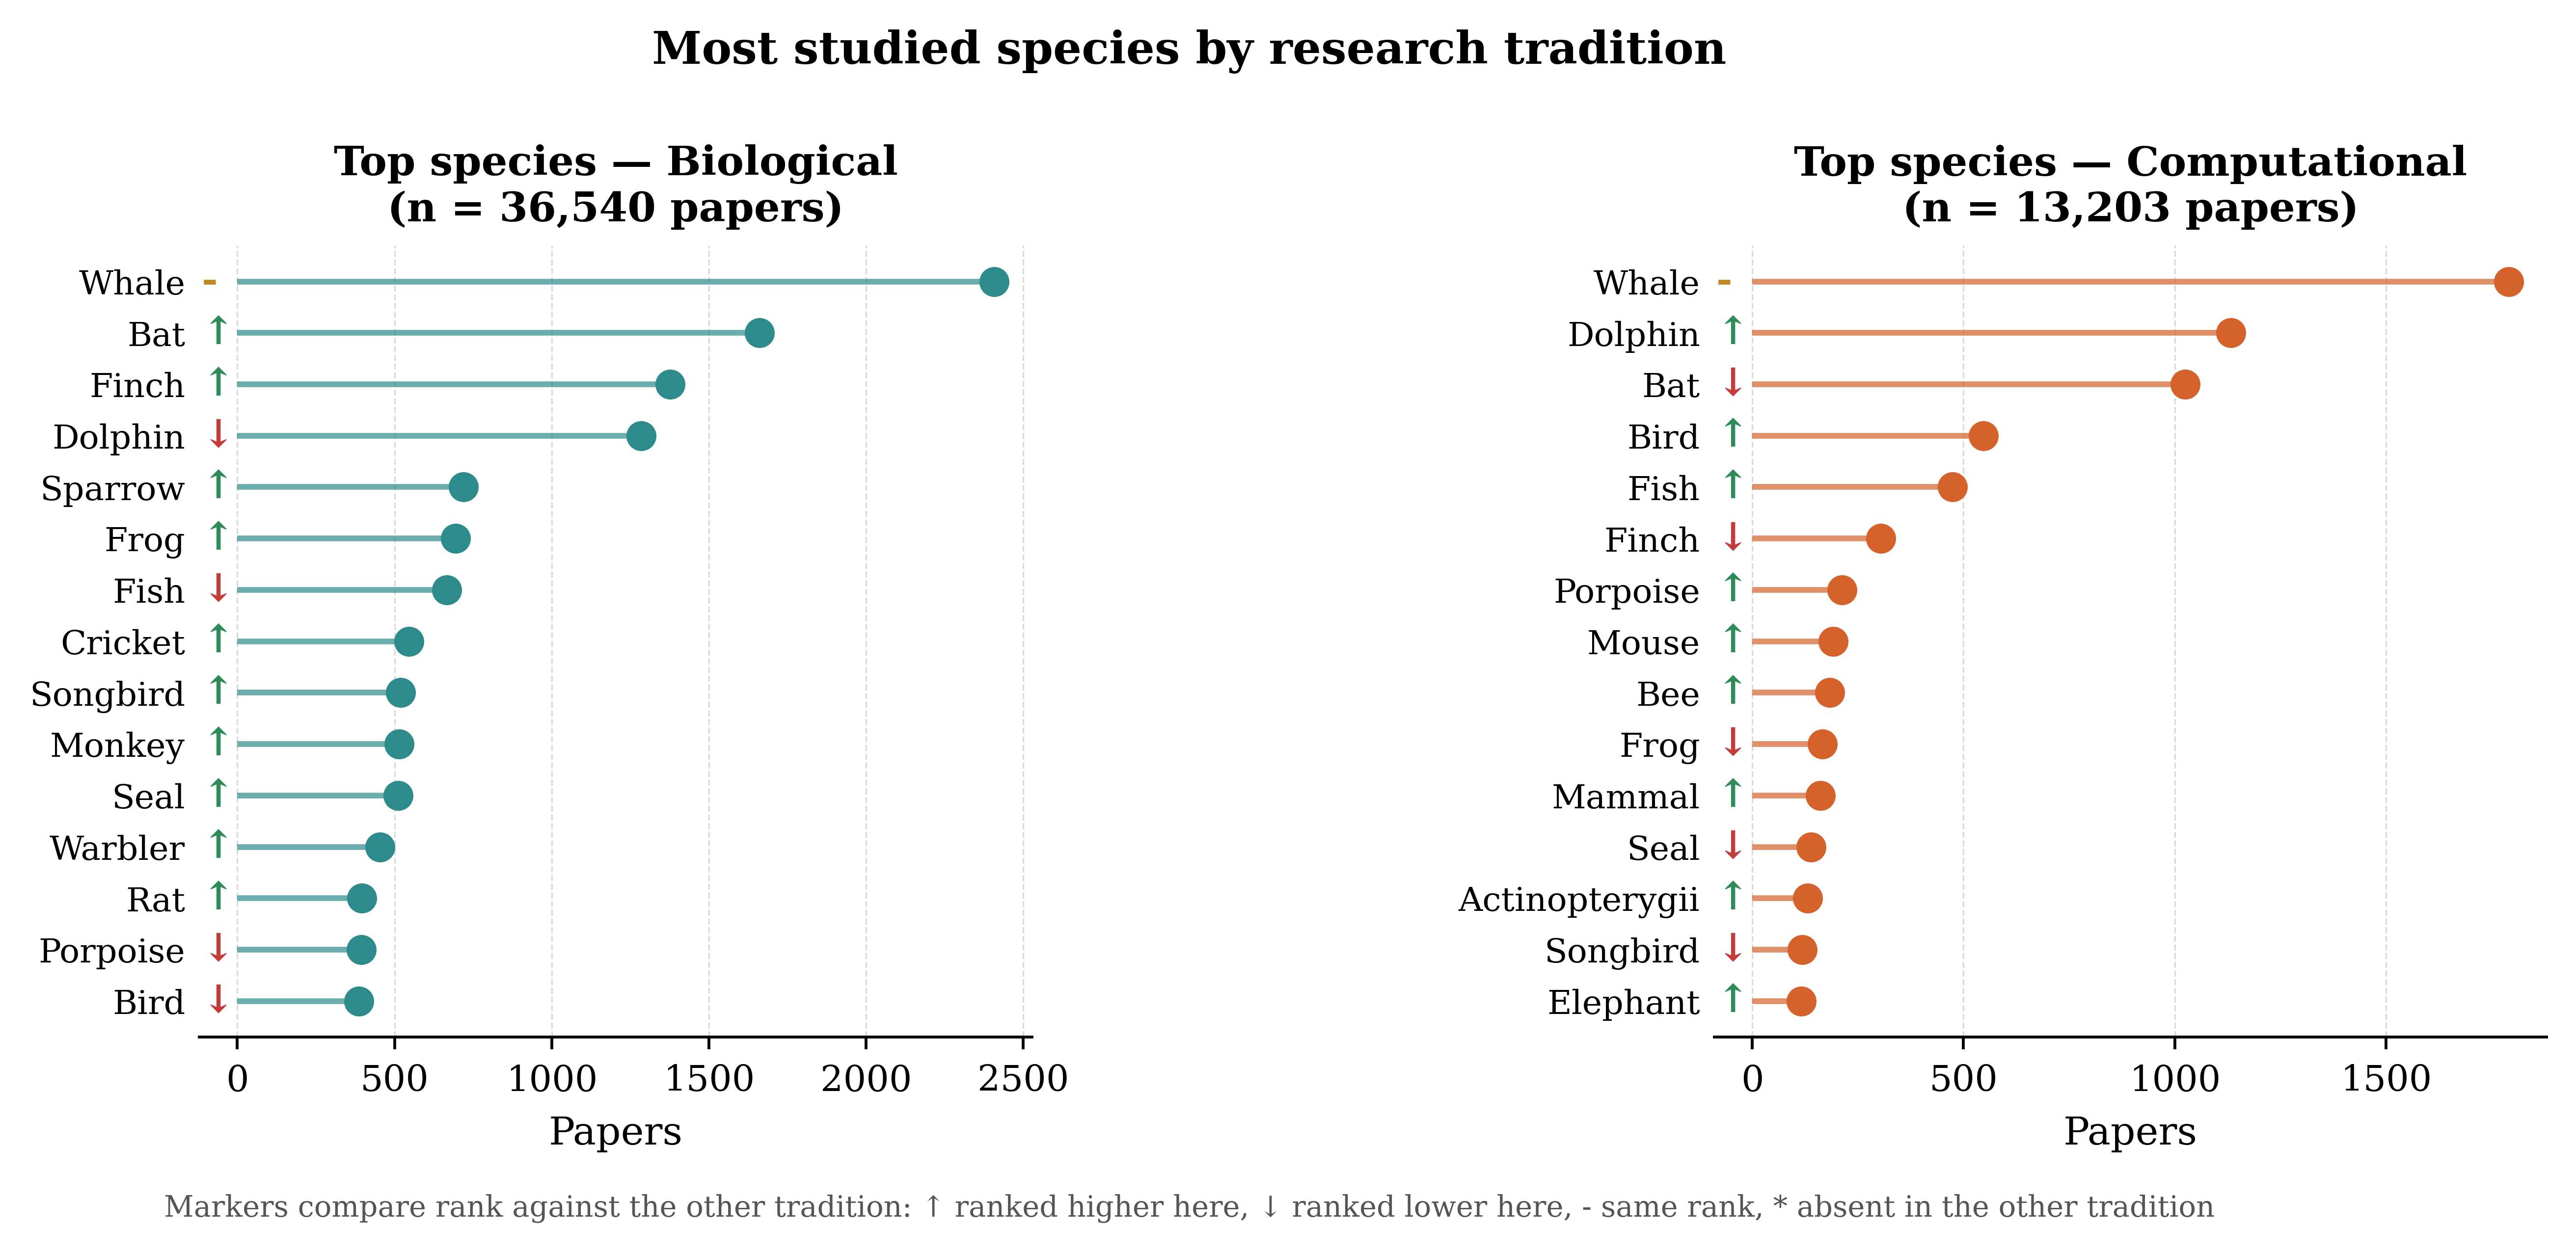 Most studied species by research tradition
Top species — Biological
(n = 36,540 papers)
Whale -
Bat ↑
Finch ↑
Dolphin ↓
Sparrow ↑
Frog ↑
Fish ↓
Cricket ↑
Songbird ↑
Monkey ↑
Seal ↑
Warbler ↑
Rat ↑
Porpoise ↓
Bird ↓
0 500 1000 1500 2000 2500
Papers
Top species — Computational
(n = 13,203 papers)
Whale -
Dolphin ↑
Bat ↓
Bird ↑
Fish ↑
Finch ↓
Porpoise ↑
Mouse ↑
Bee ↑
Frog ↓
Mammal ↑
Seal ↓
Actinopterygii ↑
Songbird ↓
Elephant ↑
0 500 1000 1500
Papers
Markers compare rank against the other tradition: ↑ ranked higher here, ↓ ranked lower here, - same rank, * absent in the other tradition